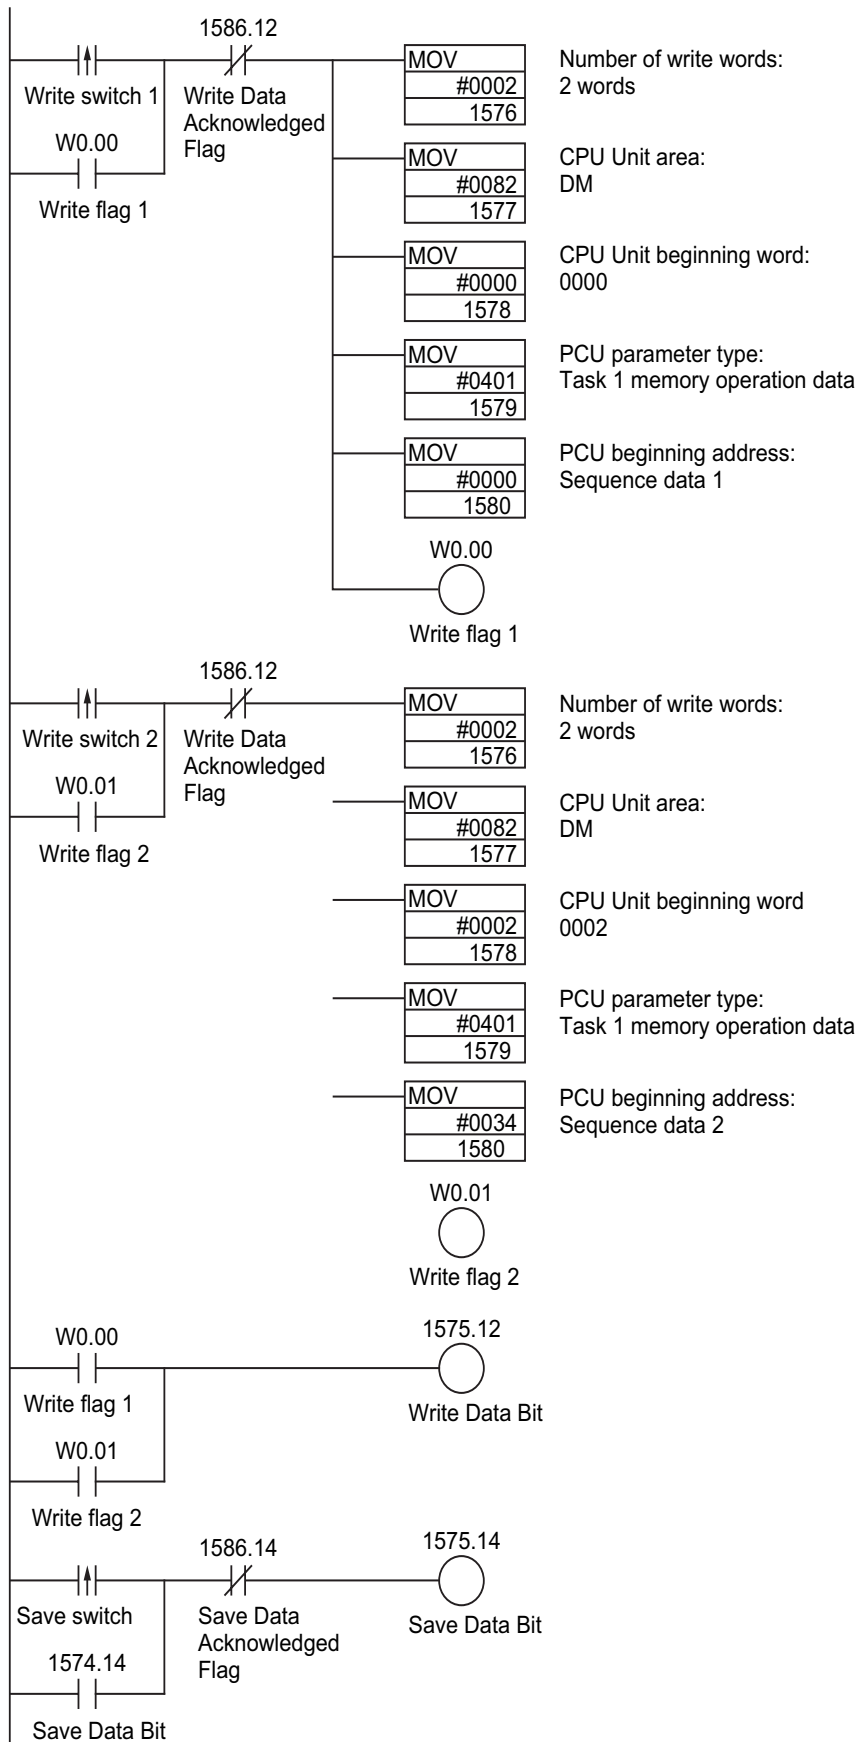 1586.12
MOV
Number of write words:
#0002
2 words
1576
Write switch 1
Write Data
Acknowledged
Flag
W0.00
Write flag 1
MOV
CPU Unit area:
#0082
DM
1577
MOV
CPU Unit beginning word:
#0000
0000
1578
MOV
PCU parameter type:
#0401
Task 1 memory operation data
1579
MOV
PCU beginning address:
#0000
Sequence data 1
1580
W0.00
Write flag 1
1586.12
MOV
Number of write words:
#0002
2 words
1576
Write switch 2
Write Data
Acknowledged
Flag
W0.01
Write flag 2
MOV
CPU Unit area:
#0082
DM
1577
MOV
CPU Unit beginning word
#0002
0002
1578
MOV
PCU parameter type:
#0401
Task 1 memory operation data
1579
MOV
PCU beginning address:
#0034
Sequence data 2
1580
W0.01
Write flag 2
W0.00
1575.12
Write flag 1
Write Data Bit
W0.01
Write flag 2
1586.14
1575.14
Save switch
Save Data
Acknowledged
Flag
Save Data Bit
1574.14
Save Data Bit